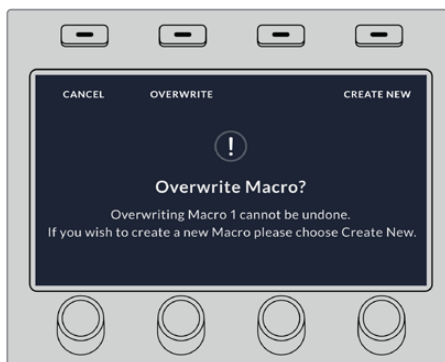 CANCEL OVERWRITE CREATE NEW
Overwrite Macro?
Overwriting Macro 1 cannot be undone.
If you wish to create a new Macro please choose Create New.